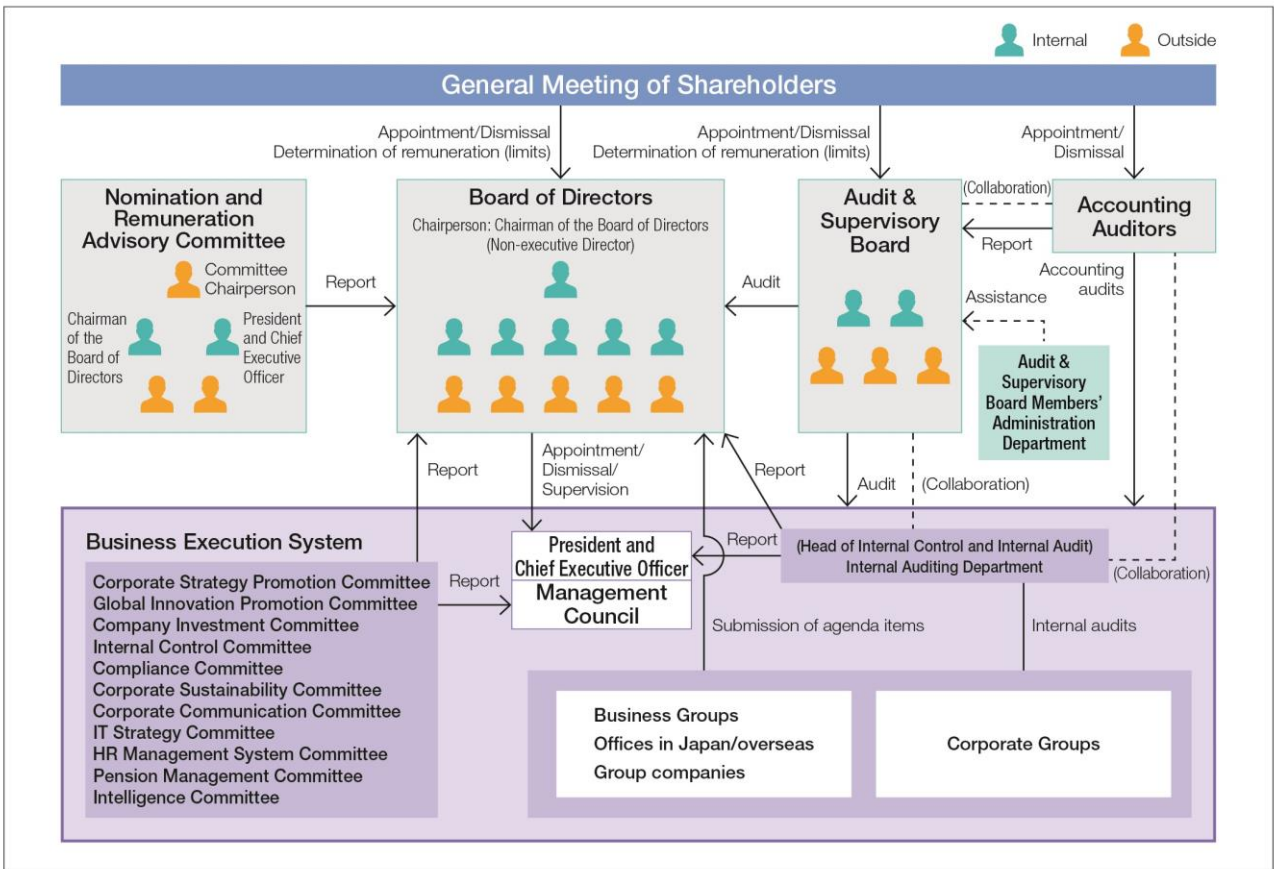 Internal
Outside
General Meeting of Shareholders
Appointment/Dismissal
Determination of remuneration (limits)
Appointment/Dismissal
Determination of remuneration (limits)
Appointment/
Dismissal
Nomination and
Remuneration
Advisory Committee
Committee
Chairperson
Chairman
of the
Board of
Directors
President
and Chief
Executive
Officer
Report
Board of Directors
Chairperson: Chairman of the Board of Directors
(Non-executive Director)
Audit
Audit &
Supervisory
Board
(Collaboration)
Report
Accounting
Auditors
Accounting
audits
Assistance
Audit &
Supervisory
Board Members’
Administration
Department
Report
Appointment/
Dismissal/
Supervision
Report
Audit
(Collaboration)
Business Execution System
Corporate Strategy Promotion Committee
Global Innovation Promotion Committee
Company Investment Committee
Internal Control Committee
Compliance Committee
Corporate Sustainability Committee
Corporate Communication Committee
IT Strategy Committee
HR Management System Committee
Pension Management Committee
Intelligence Committee
Report
President and
Chief Executive Officer
Management
Council
Report
(Head of Internal Control and Internal Audit)
Internal Auditing Department
(Collaboration)
Submission of agenda items
Internal audits
Business Groups
Offices in Japan/overseas
Group companies
Corporate Groups